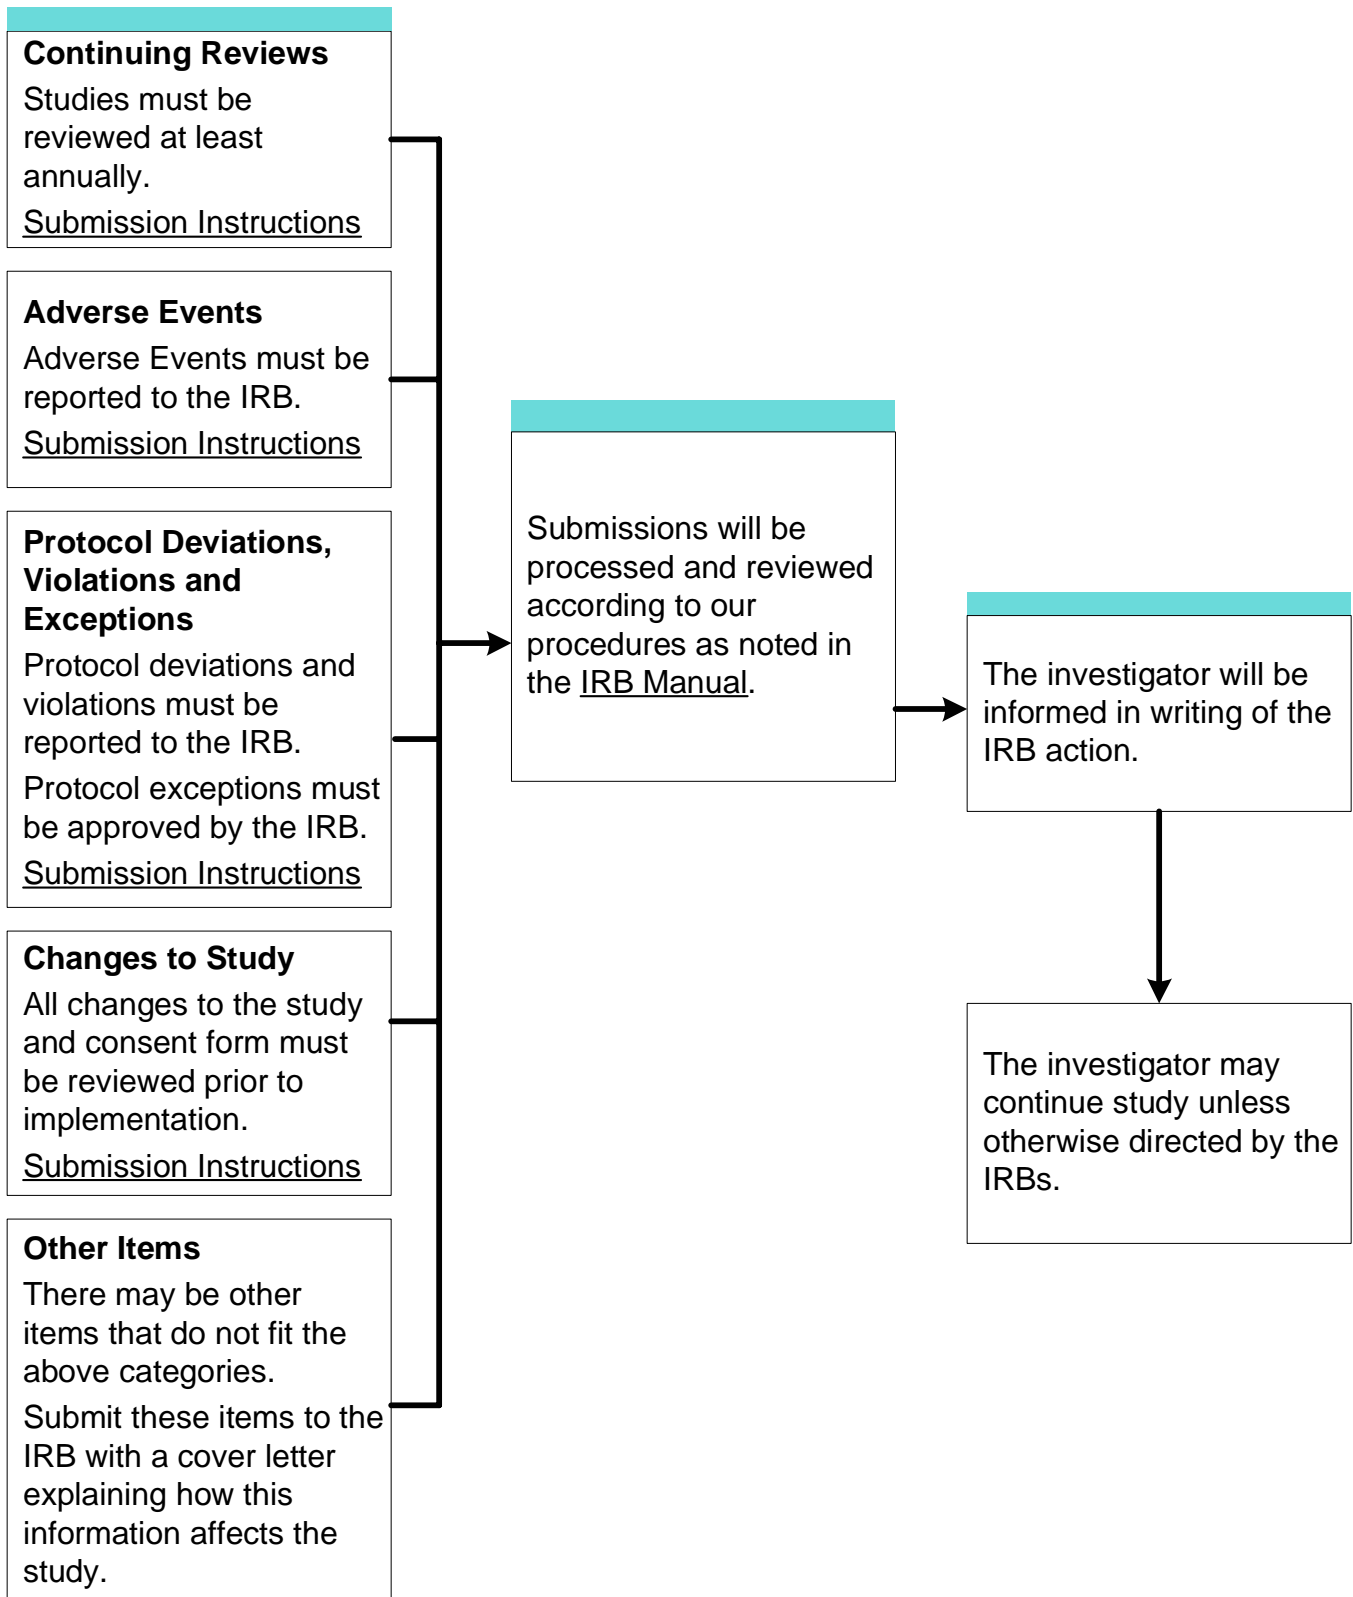 Continuing Reviews
Studies must be
reviewed at least
annually.
Submission Instructions
Adverse Events
Adverse Events must be
reported to the IRB.
Submission Instructions
Protocol Deviations,
Violations and
Exceptions
Protocol deviations and
violations must be
reported to the IRB.
Protocol exceptions must
be approved by the IRB.
Submission Instructions
Changes to Study
All changes to the study
and consent form must
be reviewed prior to
implementation.
Submission Instructions
Other Items
There may be other
items that do not fit the
above categories.
Submit these items to the
IRB with a cover letter
explaining how this
information affects the
study.
Submissions will be
processed and reviewed
according to our
procedures as noted in
the IRB Manual.
The investigator will be
informed in writing of the
IRB action.
The investigator may
continue study unless
otherwise directed by the
IRBs.